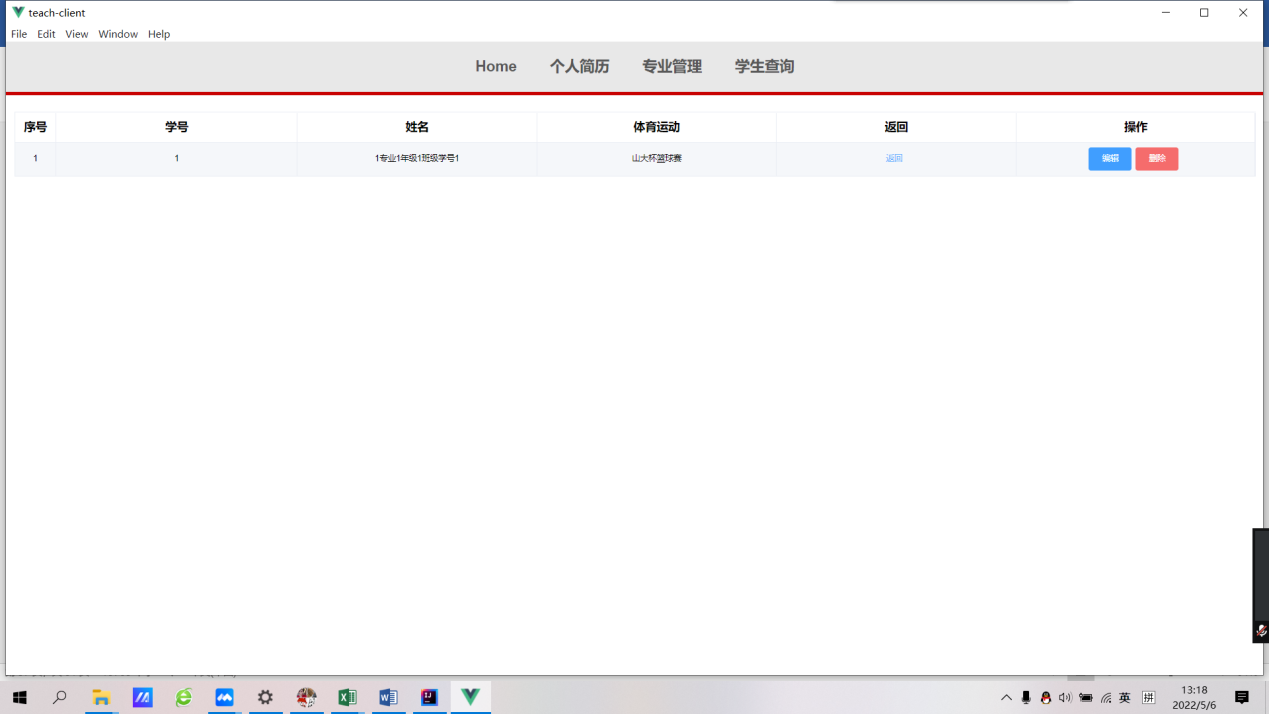 teach-client
File Edit View Window Help
Home 个人简历 专业管理 学生查询
序号 学号 姓名 体育运动 返回 操作
1 1 1专业1年级1班级学号1 山大杯篮球赛 返回 编辑 删除
英 拼 13:18
2022/5/6